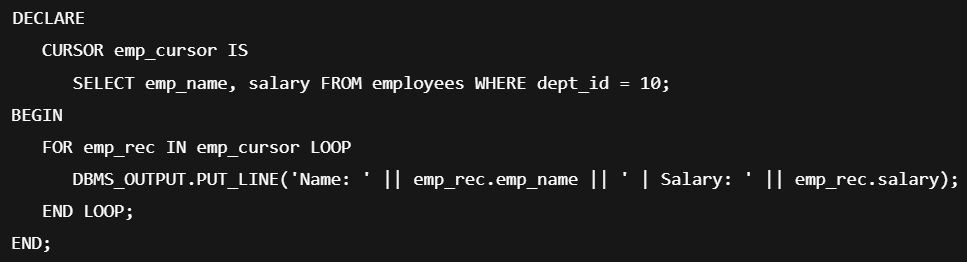 DECLARE
CURSOR emp_cursor IS
SELECT emp_name, salary FROM employees WHERE dept_id = 10;
BEGIN
FOR emp_rec IN emp_cursor LOOP
DBMS_OUTPUT.PUT_LINE('Name: ' || emp_rec.emp_name || ' | Salary: ' || emp_rec.salary);
END LOOP;
END;